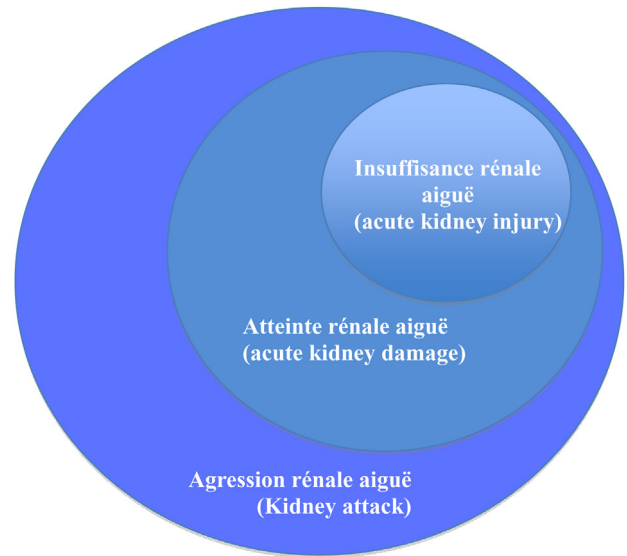 Insuffisance rénale
aiguë
(acute kidney injury)
Atteinte rénale aiguë
(acute kidney damage)
Agression rénale aiguë
(Kidney attack)